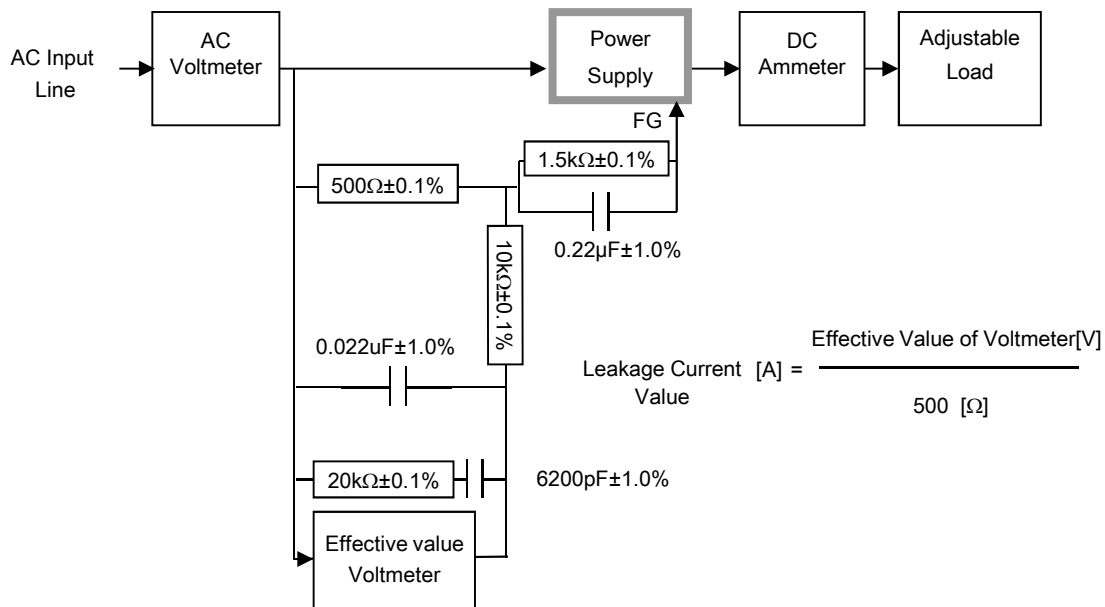 AC Input
Line
AC
Voltmeter
Power
Supply
DC
Ammeter
Adjustable
Load
FG
1.5kΩ±0.1%
500Ω±0.1%
0.22μF±1.0%
10kΩ±0.1%
0.022uF±1.0%
Effective Value of Voltmeter[V]
Leakage Current [A] =
Value
500 [Ω]
20kΩ±0.1%
6200pF±1.0%
Effective value
Voltmeter